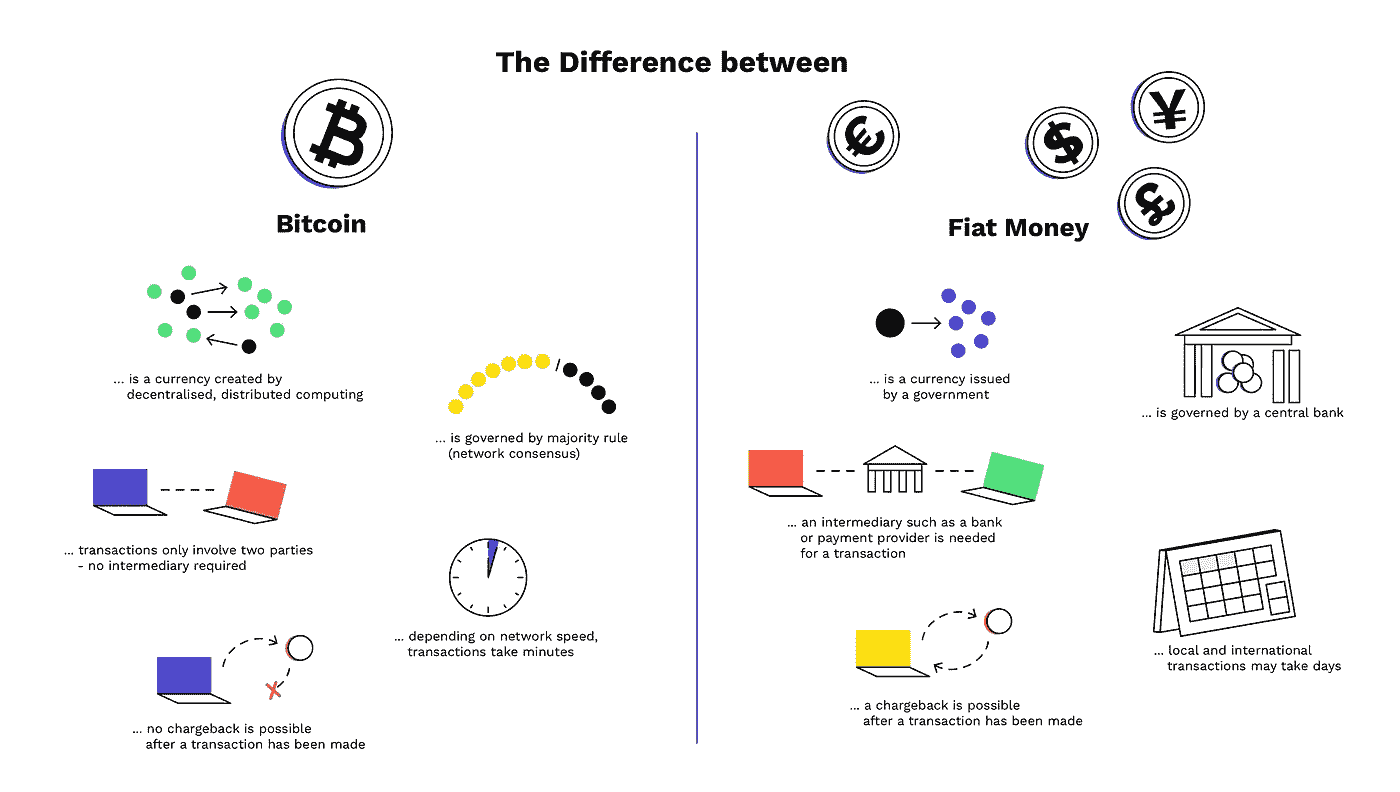 The Difference between
₿
Bitcoin
... is a currency created by
decentralised, distributed computing
/
... is governed by majority rule
(network consensus)
... transactions only involve two parties
- no intermediary required
... depending on network speed,
transactions take minutes
... no chargeback is possible
after a transaction has been made
€
$
¥
£
Fiat Money
... is a currency issued
by a government
... is governed by a central bank
... an intermediary such as a bank
or payment provider is needed
for a transaction
... local and international
transactions may take days
... a chargeback is possible
after a transaction has been made